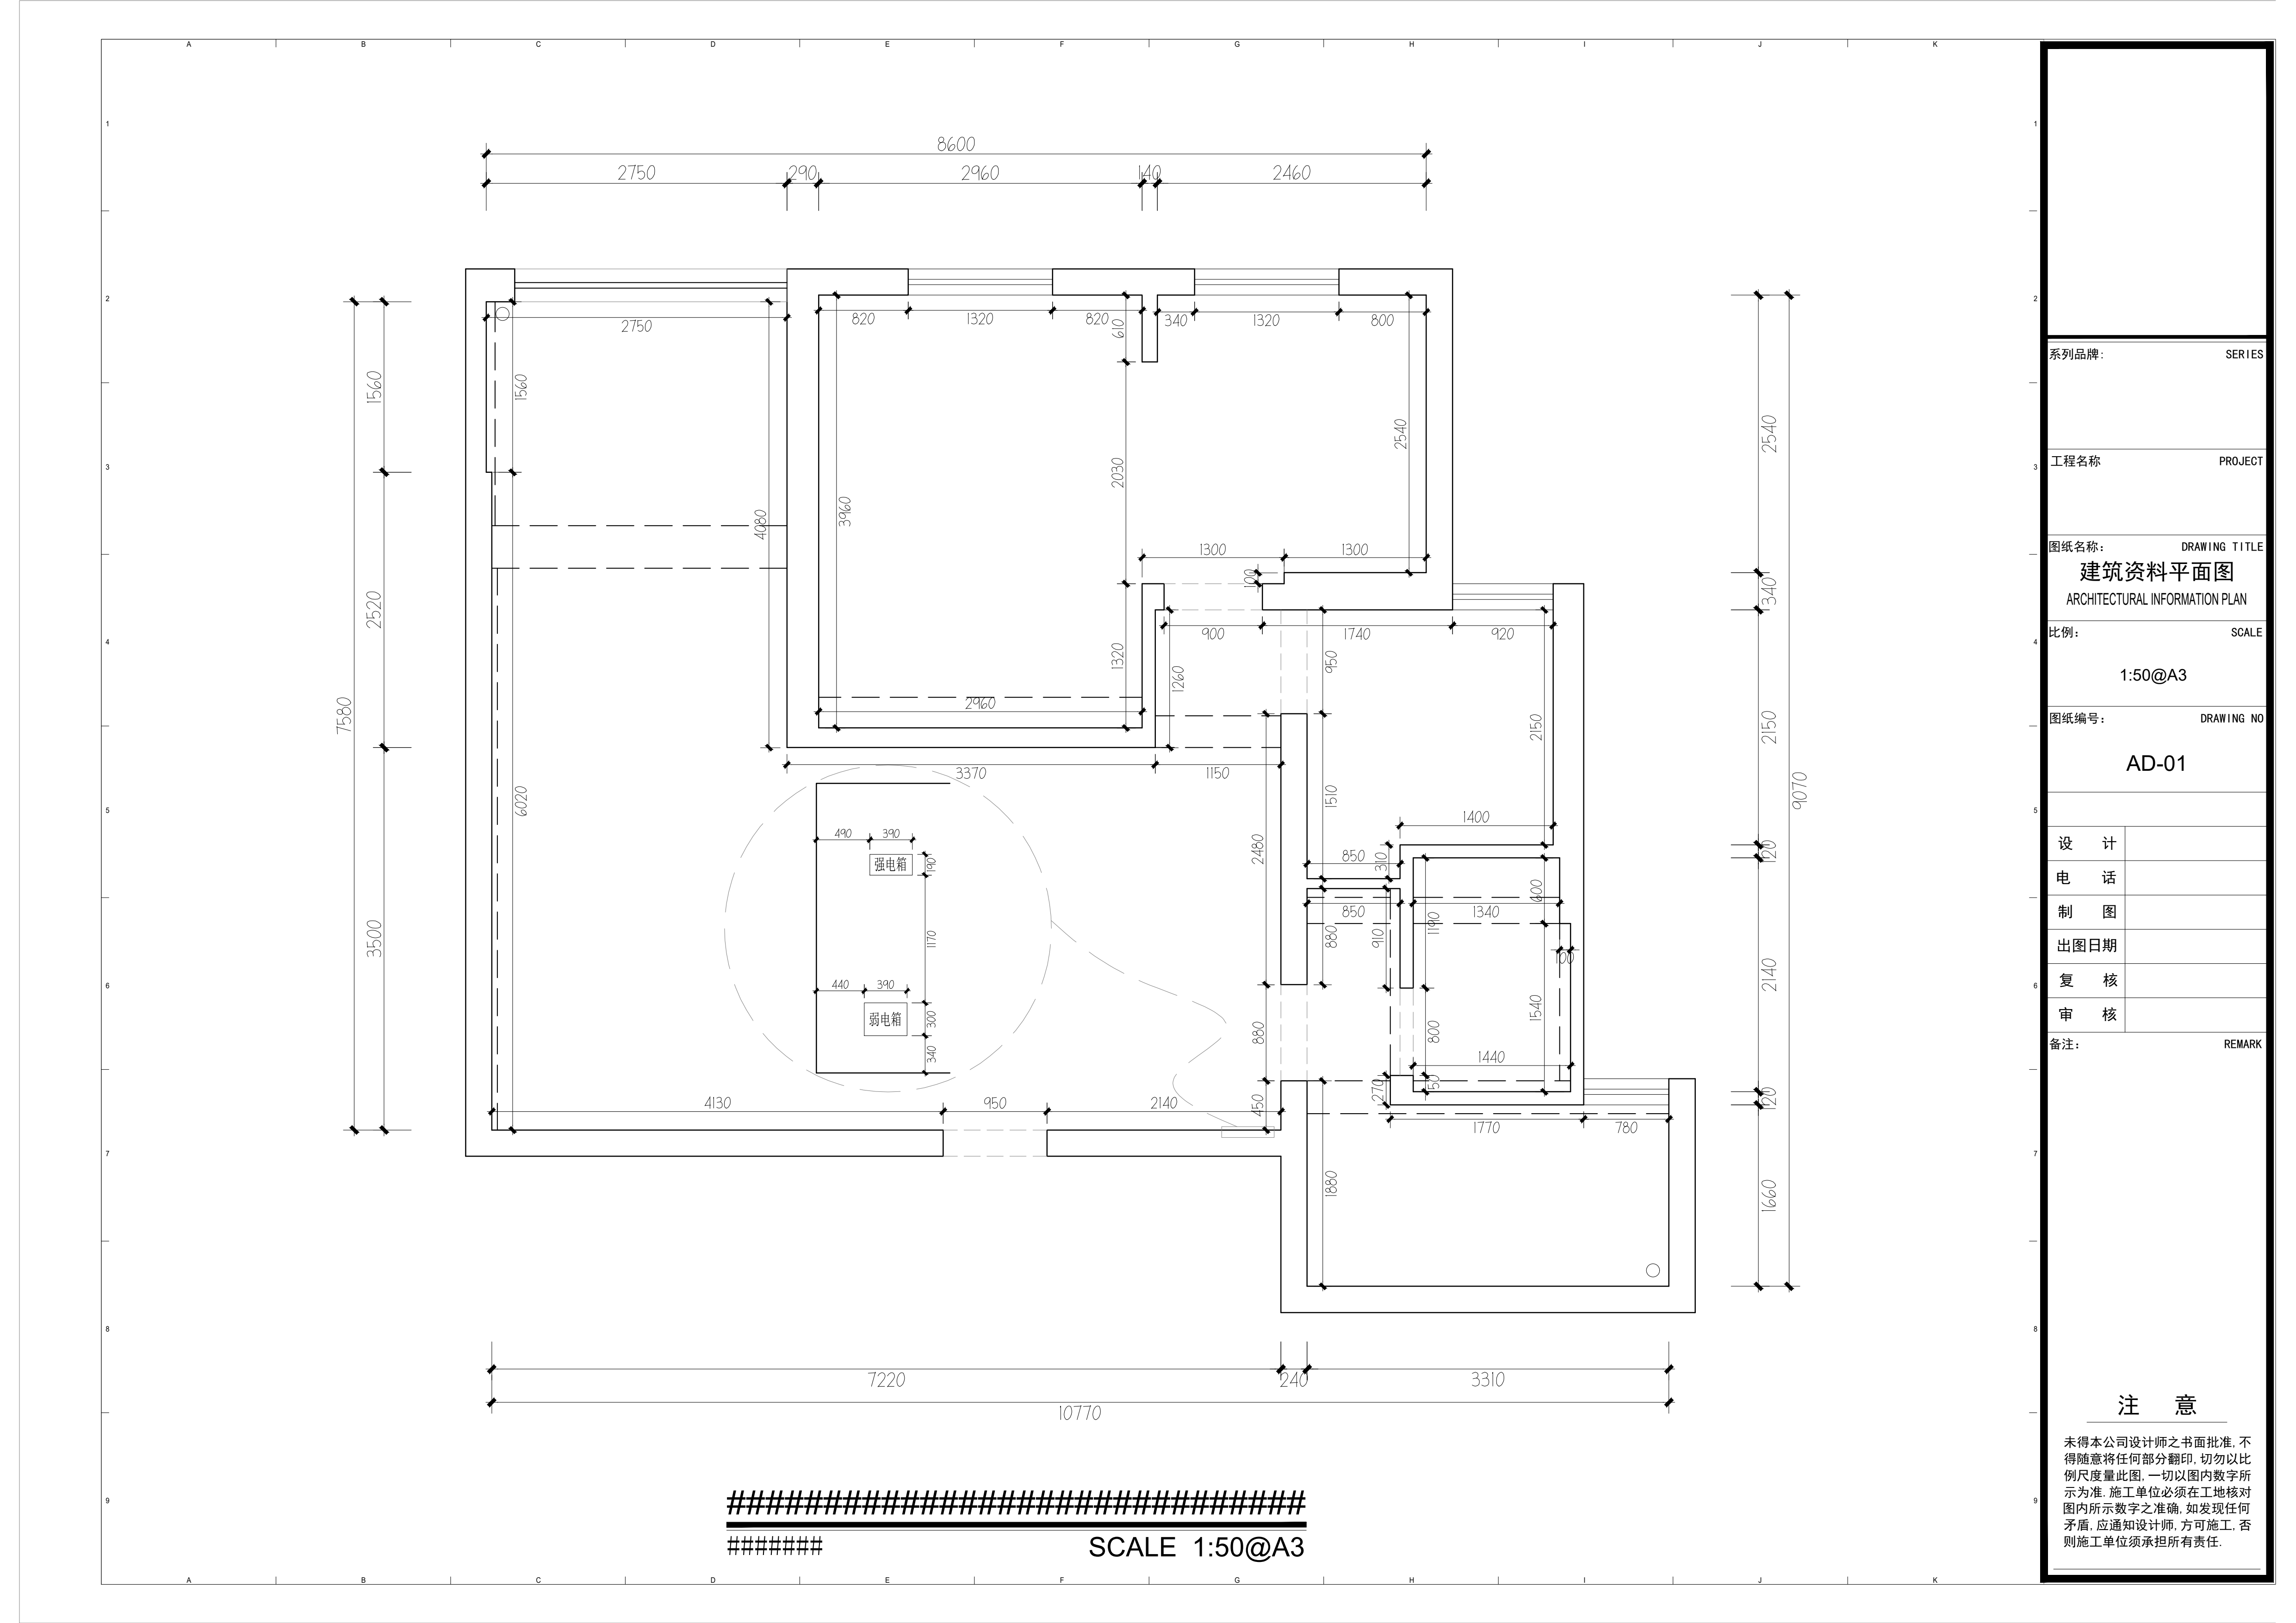 A B C D E F G H I J K
1 1
8600
2750 290 2960 140 2460
2 2
820 1320 820 340 1320 800
2750
610
1560
1560
2540
2540
3 3
2030
3960
4080
1300 1300
100
340
2520
4 4
900 1740 920
950
1320
1260
2960
7580
2150
2150
3370 1150
9070
6020
1510
5 5
1400
490 390
强电箱
190
2480
850
310
120
600
850
1340
3500
1170
880
910
1190
100
2140
440 390
6 6
弱电箱
300
340
880
800
1540
1440
150
270
120
4130 950 2140
450
1770 780
7 7
1880
1660
8 8
7220 240 3310
10770
9 9
##############################
#######
SCALE 1:50@A3
A B C D E F G H I J K
系列品牌: SERIES
工程名称 PROJECT
图纸名称: DRAWING TITLE
建筑资料平面图
ARCHITECTURAL INFORMATION PLAN
比例: SCALE
1:50@A3
图纸编号: DRAWING NO
AD-01
设 计
电 话
制 图
出图日期
复 核
审 核
备注: REMARK
注 意
未得本公司设计师之书面批准,不
得随意将任何部分翻印,切勿以比
例尺度量此图,一切以图内数字所
示为准.施工单位必须在工地核对
图内所示数字之准确,如发现任何
矛盾,应通知设计师,方可施工,否
则施工单位须承担所有责任.